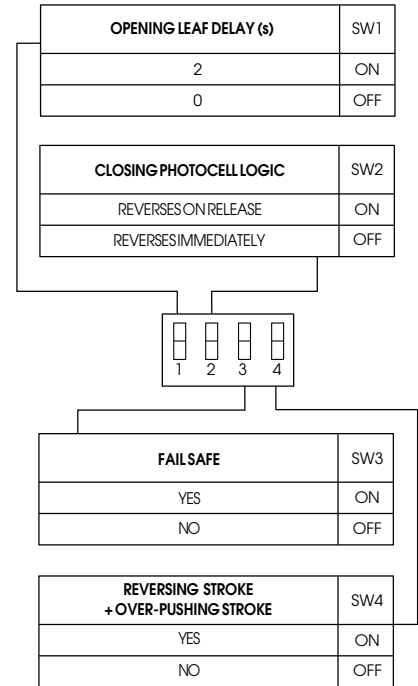 OPENING LEAF DELAY (s) SW1
2 ON
0 OFF
CLOSING PHOTOCELL LOGIC SW2
REVERSES ON RELEASE ON
REVERSES IMMEDIATELY OFF
1 2 3 4
FAIL SAFE SW3
YES ON
NO OFF
REVERSING STROKE
+ OVER-PUSHING STROKE SW4
YES ON
NO OFF